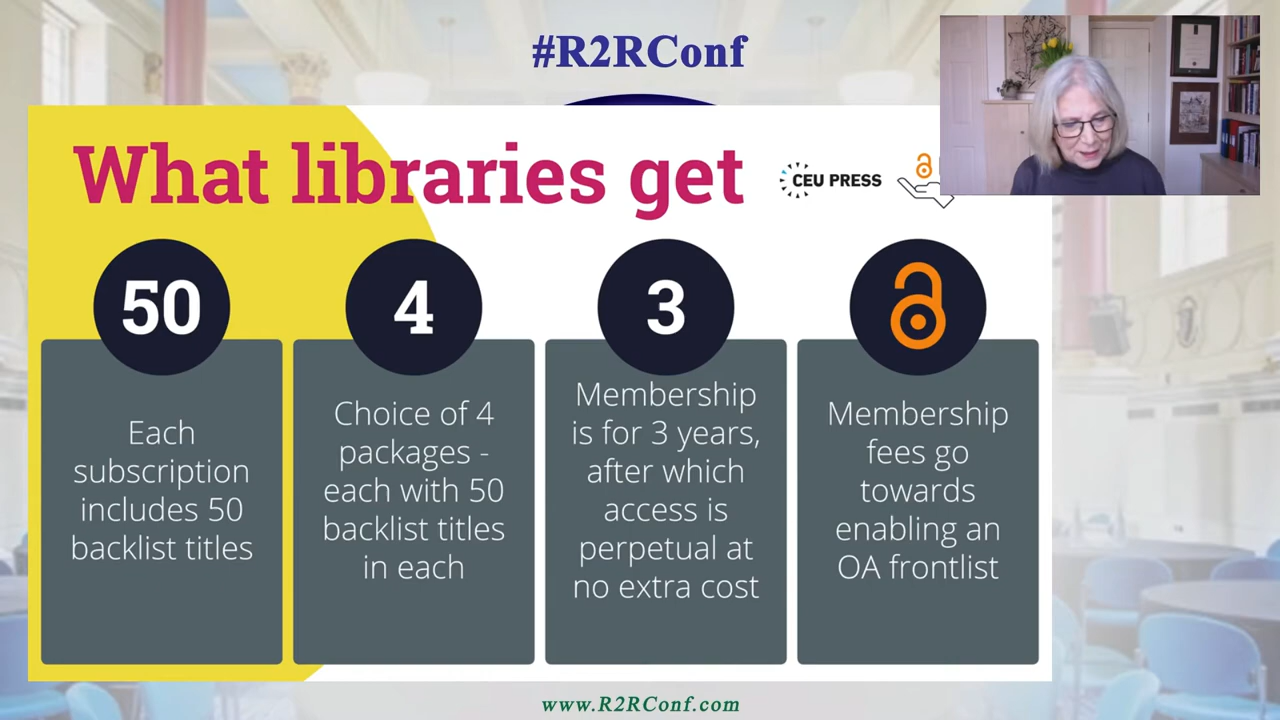 #R2RConf
What libraries get
CEU PRESS
50
Each
subscription
includes 50
backlist titles
4
Choice of 4
packages -
each with 50
backlist titles
in each
3
Membership
is for 3 years,
after which
access is
perpetual at
no extra cost
Membership
fees go
towards
enabling an
OA frontlist
www.R2RConf.com